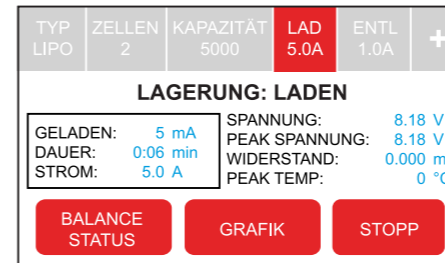 TYP ZELLEN KAPAZITÄT LAD ENTL +
LIPO 2 5000 5.0A 1.0A
LAGERUNG: LADEN
GELADEN: 5 mA
DAUER: 0:06 min
STROM: 5.0 A
SPANNUNG: 8.18 V
PEAK SPANNUNG: 8.18 V
WIDERSTAND: 0.000 m
PEAK TEMP: 0 °C
BALANCE
STATUS
GRAFIK
STOPP